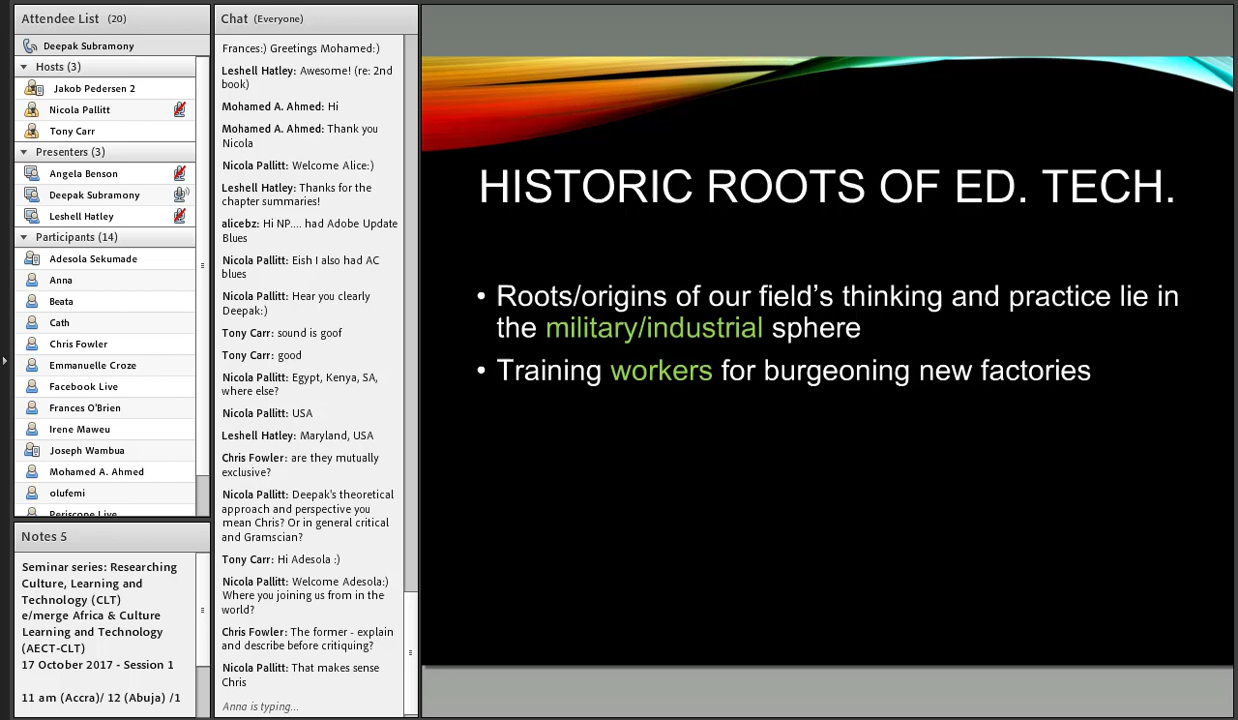 Attendee List (20)
Deepak Subramony
Hosts (3)
Jakob Pedersen 2
Nicola Pallitt
Tony Carr
Presenters (3)
Angela Benson
Deepak Subramony
Leshell Hatley
Participants (14)
Adesola Sekumade
Anna
Beata
Cath
Chris Fowler
Emmanuelle Croze
Facebook Live
Frances O'Brien
Irene Maweu
Joseph Wambua
Mohamed A. Ahmed
olufemi
Periscope Live
Notes 5
Seminar series: Researching
Culture, Learning and
Technology (CLT)
e/merge Africa & Culture
Learning and Technology
(AECT-CLT)
17 October 2017 - Session 1
11 am (Accra)/ 12 (Abuja) /1
Chat (Everyone)
Frances:) Greetings Mohamed:)
Leshell Hatley: Awesome! (re: 2nd
book)
Mohamed A. Ahmed: Hi
Mohamed A. Ahmed: Thank you
Nicola
Nicola Pallitt: Welcome Alice:)
Leshell Hatley: Thanks for the
chapter summaries!
alicebz: Hi NP.... had Adobe Update
Blues
Nicola Pallitt: Eish I also had AC
blues
Nicola Pallitt: Hear you clearly
Deepak:)
Tony Carr: sound is goof
Tony Carr: good
Nicola Pallitt: Egypt, Kenya, SA,
where else?
Nicola Pallitt: USA
Leshell Hatley: Maryland, USA
Chris Fowler: are they mutually
exclusive?
Nicola Pallitt: Deepak's theoretical
approach and perspective you
mean Chris? Or in general critical
and Gramscian?
Tony Carr: Hi Adesola :)
Nicola Pallitt: Welcome Adesola:)
Where you joining us from in the
world?
Chris Fowler: The former - explain
and describe before critiquing?
Nicola Pallitt: That makes sense
Chris
Anna is typing...
HISTORIC ROOTS OF ED. TECH.
• Roots/origins of our field’s thinking and practice lie in
the military/industrial sphere
• Training workers for burgeoning new factories